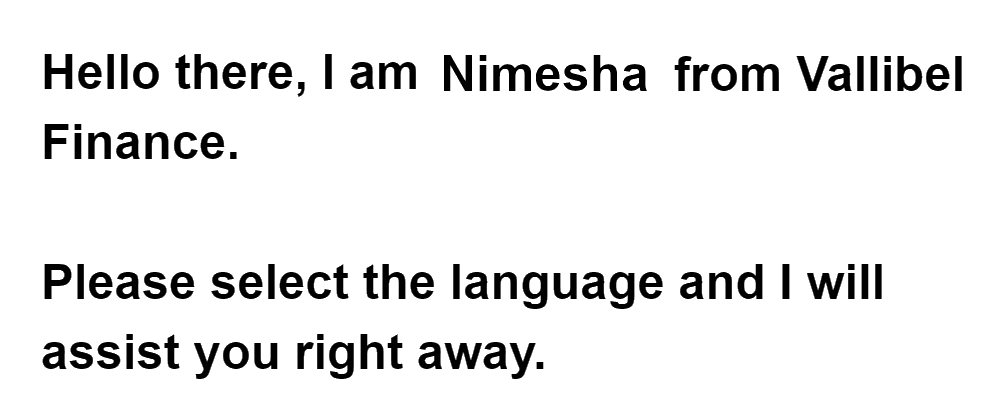 Hello there, I am Nimesha from Vallibel
Finance.
Please select the language and I will
assist you right away.